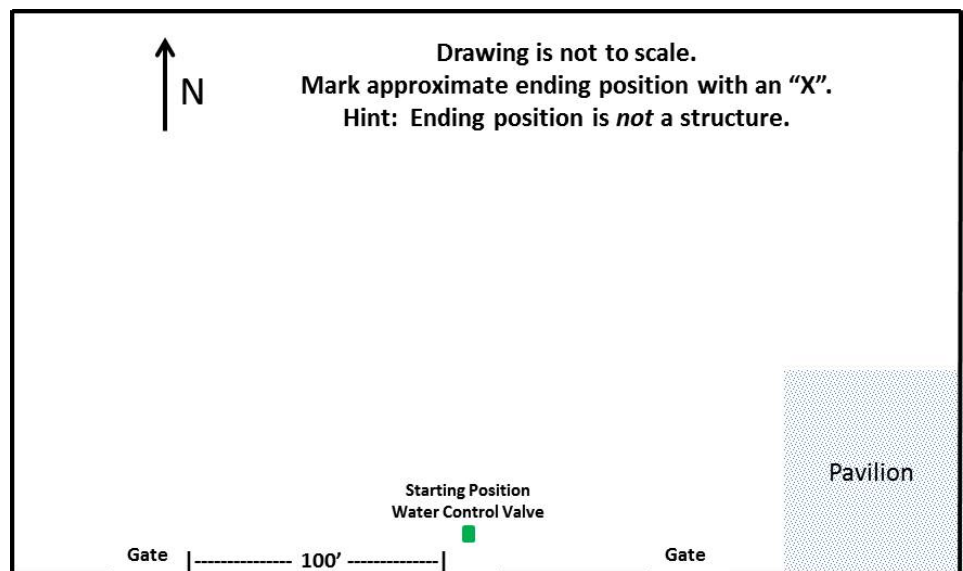 Drawing is not to scale.
N
Mark approximate ending position with an “X”.
Hint: Ending position is not a structure.
Pavilion
Starting Position
Water Control Valve
Gate |--------------- 100' --------------| Gate